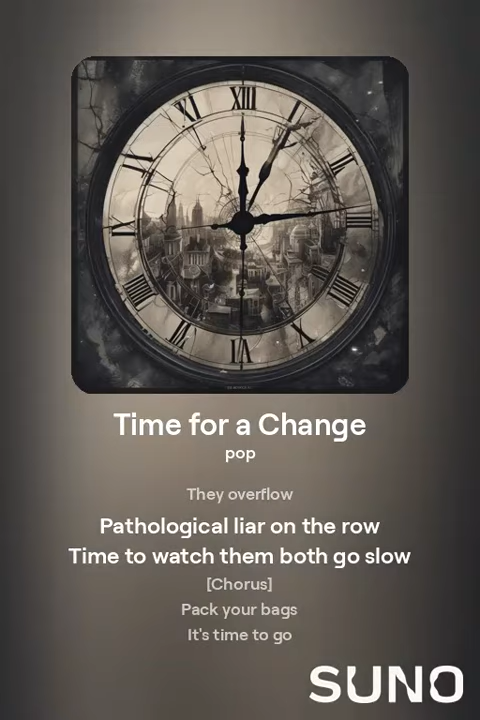 XIII
Time for a Change
pop
They overflow
Pathological liar on the row
Time to watch them both go slow
[Chorus]
Pack your bags
It's time to go
SUNO